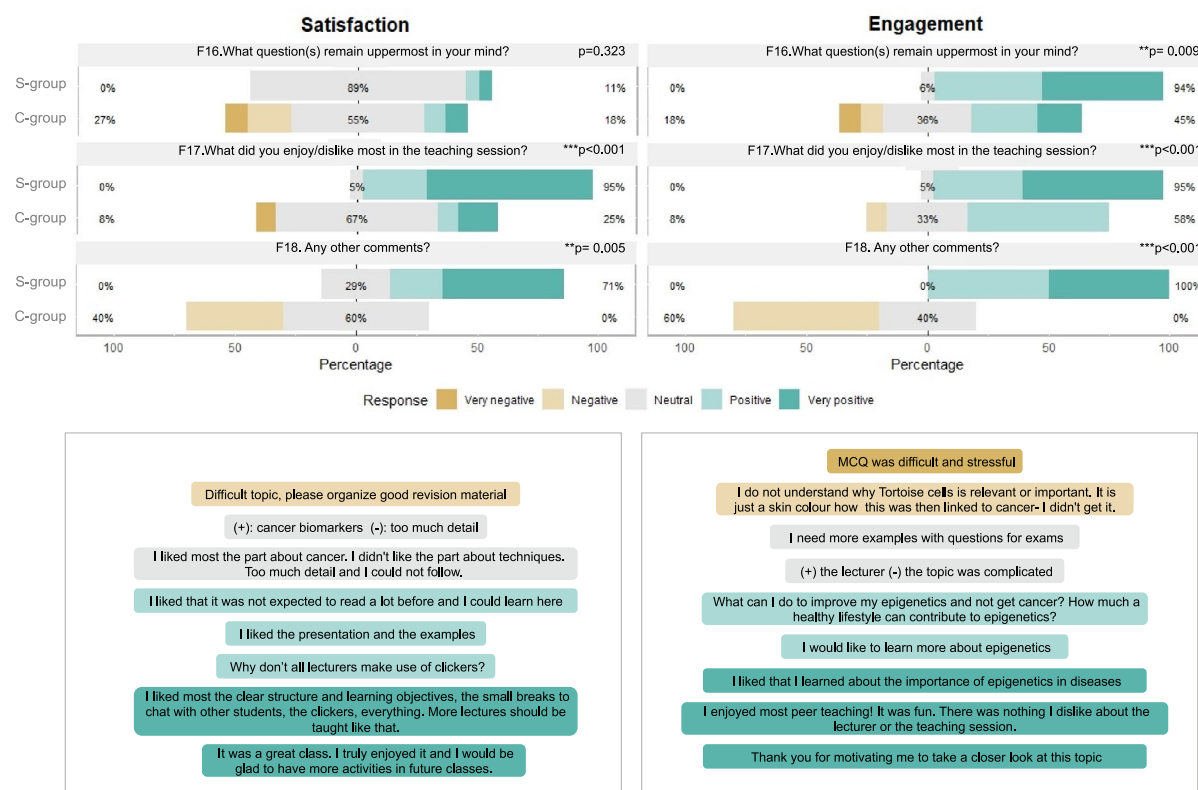 Satisfaction
F16.What question(s) remain uppermost in your mind? p=0.323
S-group 0% 89% 11%
C-group 27% 55% 18%
F17.What did you enjoy/dislike most in the teaching session? ***p<0.001
S-group 0% 5% 95%
C-group 8% 67% 25%
F18. Any other comments? **p= 0.005
S-group 0% 29% 71%
C-group 40% 60% 0%
100 50 0 50 100
Percentage
Engagement
F16.What question(s) remain uppermost in your mind? **p= 0.009
0% 6% 94%
18% 36% 45%
F17.What did you enjoy/dislike most in the teaching session? ***p<0.001
0% 5% 95%
8% 33% 58%
F18. Any other comments? ***p<0.001
0% 0% 100%
60% 40% 0%
100 50 0 50 100
Percentage
Response Very negative Negative Neutral Positive Very positive
Difficult topic, please organize good revision material
(+): cancer biomarkers (-): too much detail
I liked most the part about cancer. I didn't like the part about techniques.
Too much detail and I could not follow.
I liked that it was not expected to read a lot before and I could learn here
I liked the presentation and the examples
Why don't all lecturers make use of clickers?
I liked most the clear structure and learning objectives, the small breaks to
chat with other students, the clickers, everything. More lectures should be
taught like that.
It was a great class. I truly enjoyed it and I would be
glad to have more activities in future classes.
MCQ was difficult and stressful
I do not understand why Tortoise cells is relevant or important. It is
just a skin colour how this was then linked to cancer- I didn't get it.
I need more examples with questions for exams
(+) the lecturer (-) the topic was complicated
What can I do to improve my epigenetics and not get cancer? How much a
healthy lifestyle can contribute to epigenetics?
I would like to learn more about epigenetics
I liked that I learned about the importance of epigenetics in diseases
I enjoyed most peer teaching! It was fun. There was nothing I dislike about the
lecturer or the teaching session.
Thank you for motivating me to take a closer look at this topic